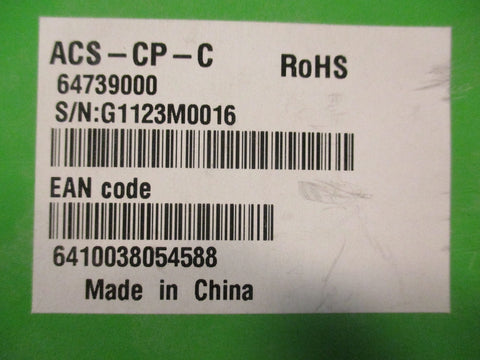 ACS-CP-C RoHS
64739000
S/N:G1123M0016
EAN code
6410038054588
Made in China